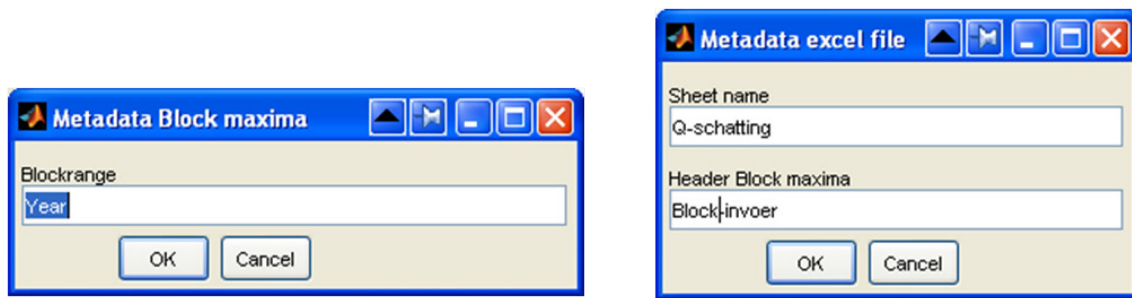 Metadata Block maxima
Blockrange
Year
OK Cancel
Metadata excel file
Sheet name
Q-schatting
Header Block maxima
Block-invoer
OK Cancel